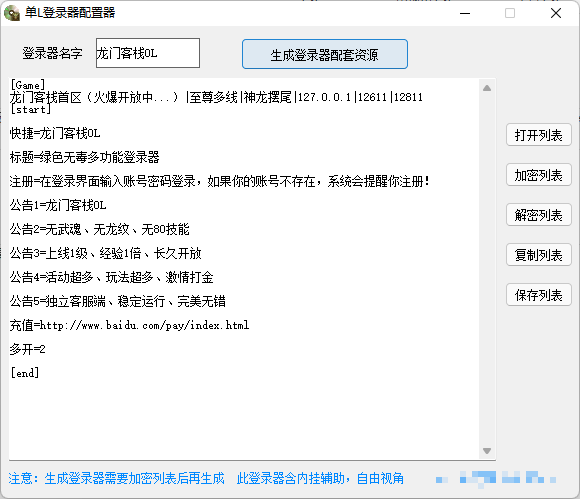 单L登录器配置器
登录器名字
龙门客栈OL
生成登录器配套资源
[Game]
龙门客栈首区（火爆开放中...）|至尊多线|神龙摆尾|127.0.0.1|12611|12811
[start]
快捷=龙门客栈OL
标题=绿色无毒多功能登录器
注册=在登录界面输入账号密码登录，如果你的账号不存在，系统会提醒你注册！
公告1=龙门客栈OL
公告2=无武魂、无龙纹、无80技能
公告3=上线1级、经验1倍、长久开放
公告4=活动超多、玩法超多、激情打金
公告5=独立客服端、稳定运行、完美无错
充值=http://www.baidu.com/pay/index.html
多开=2
[end]
打开列表
加密列表
解密列表
复制列表
保存列表
注意：生成登录器需要加密列表后再生成 此登录器含内挂辅助，自由视角